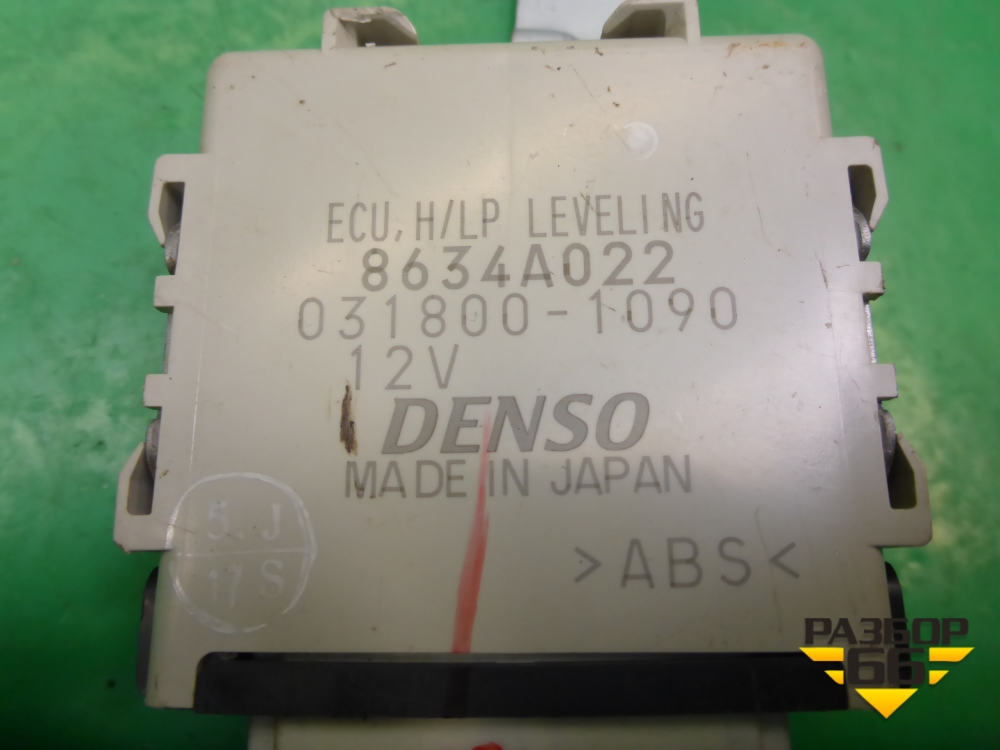 ECU, H/LP LEVELING
8634A022
031800-1090
12V
DENSO
MADE IN JAPAN
5.J
17S
>ABS<
РАЗБОР
66